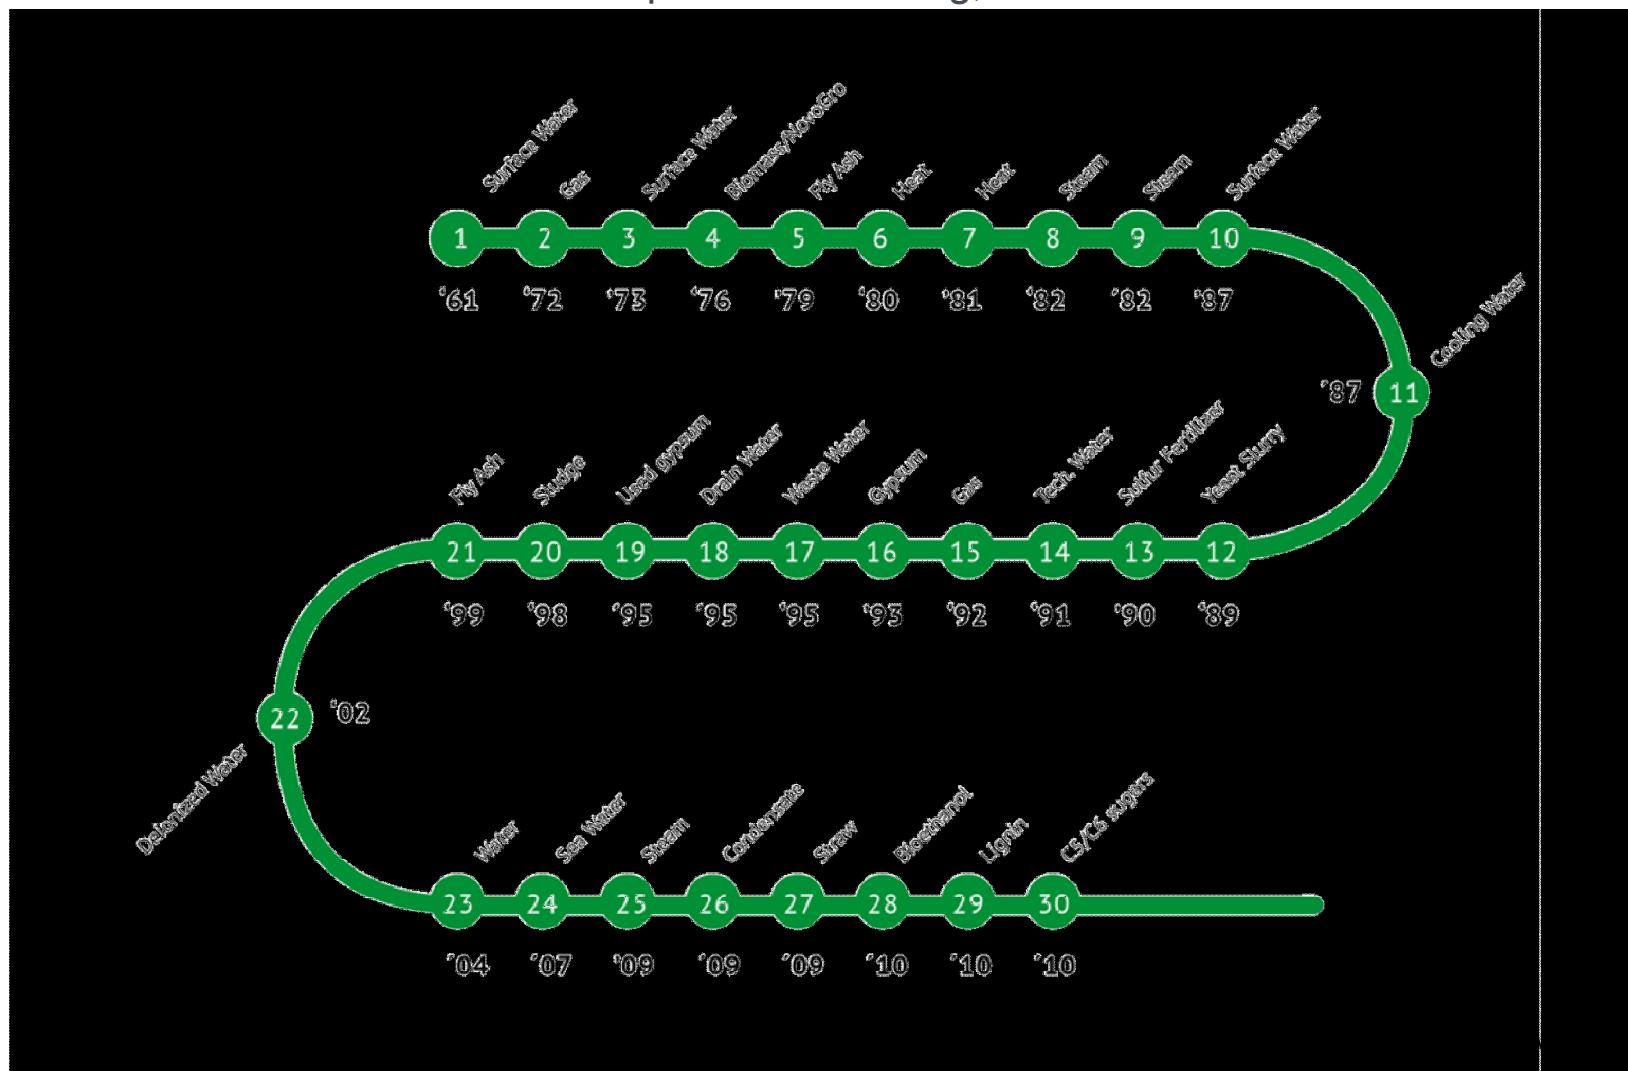 Surface Water
Gas
Surface Water
Biomass/NovoGro
Fly Ash
Heat
Heat
Steam
Steam
Surface Water
1 2 3 4 5 6 7 8 9 10
'61 '72 '73 '76 '79 '80 '81 '82 '82 '87
Cooling Water
'87 11
Fly Ash
Sludge
Used gypsum
Drain Water
Waste Water
Gypsum
Gas
Tech. Water
Sulfur Fertilizer
Yeast Slurry
21 20 19 18 17 16 15 14 13 12
'99 '98 '95 '95 '95 '93 '92 '91 '90 '89
22 '02
Deionized Water
Water
Sea Water
Steam
Condensate
Straw
Bioethanol
Lignin
C5/C6 sugers
23 24 25 26 27 28 29 30
'04 '07 '09 '09 '09 '10 '10 '10